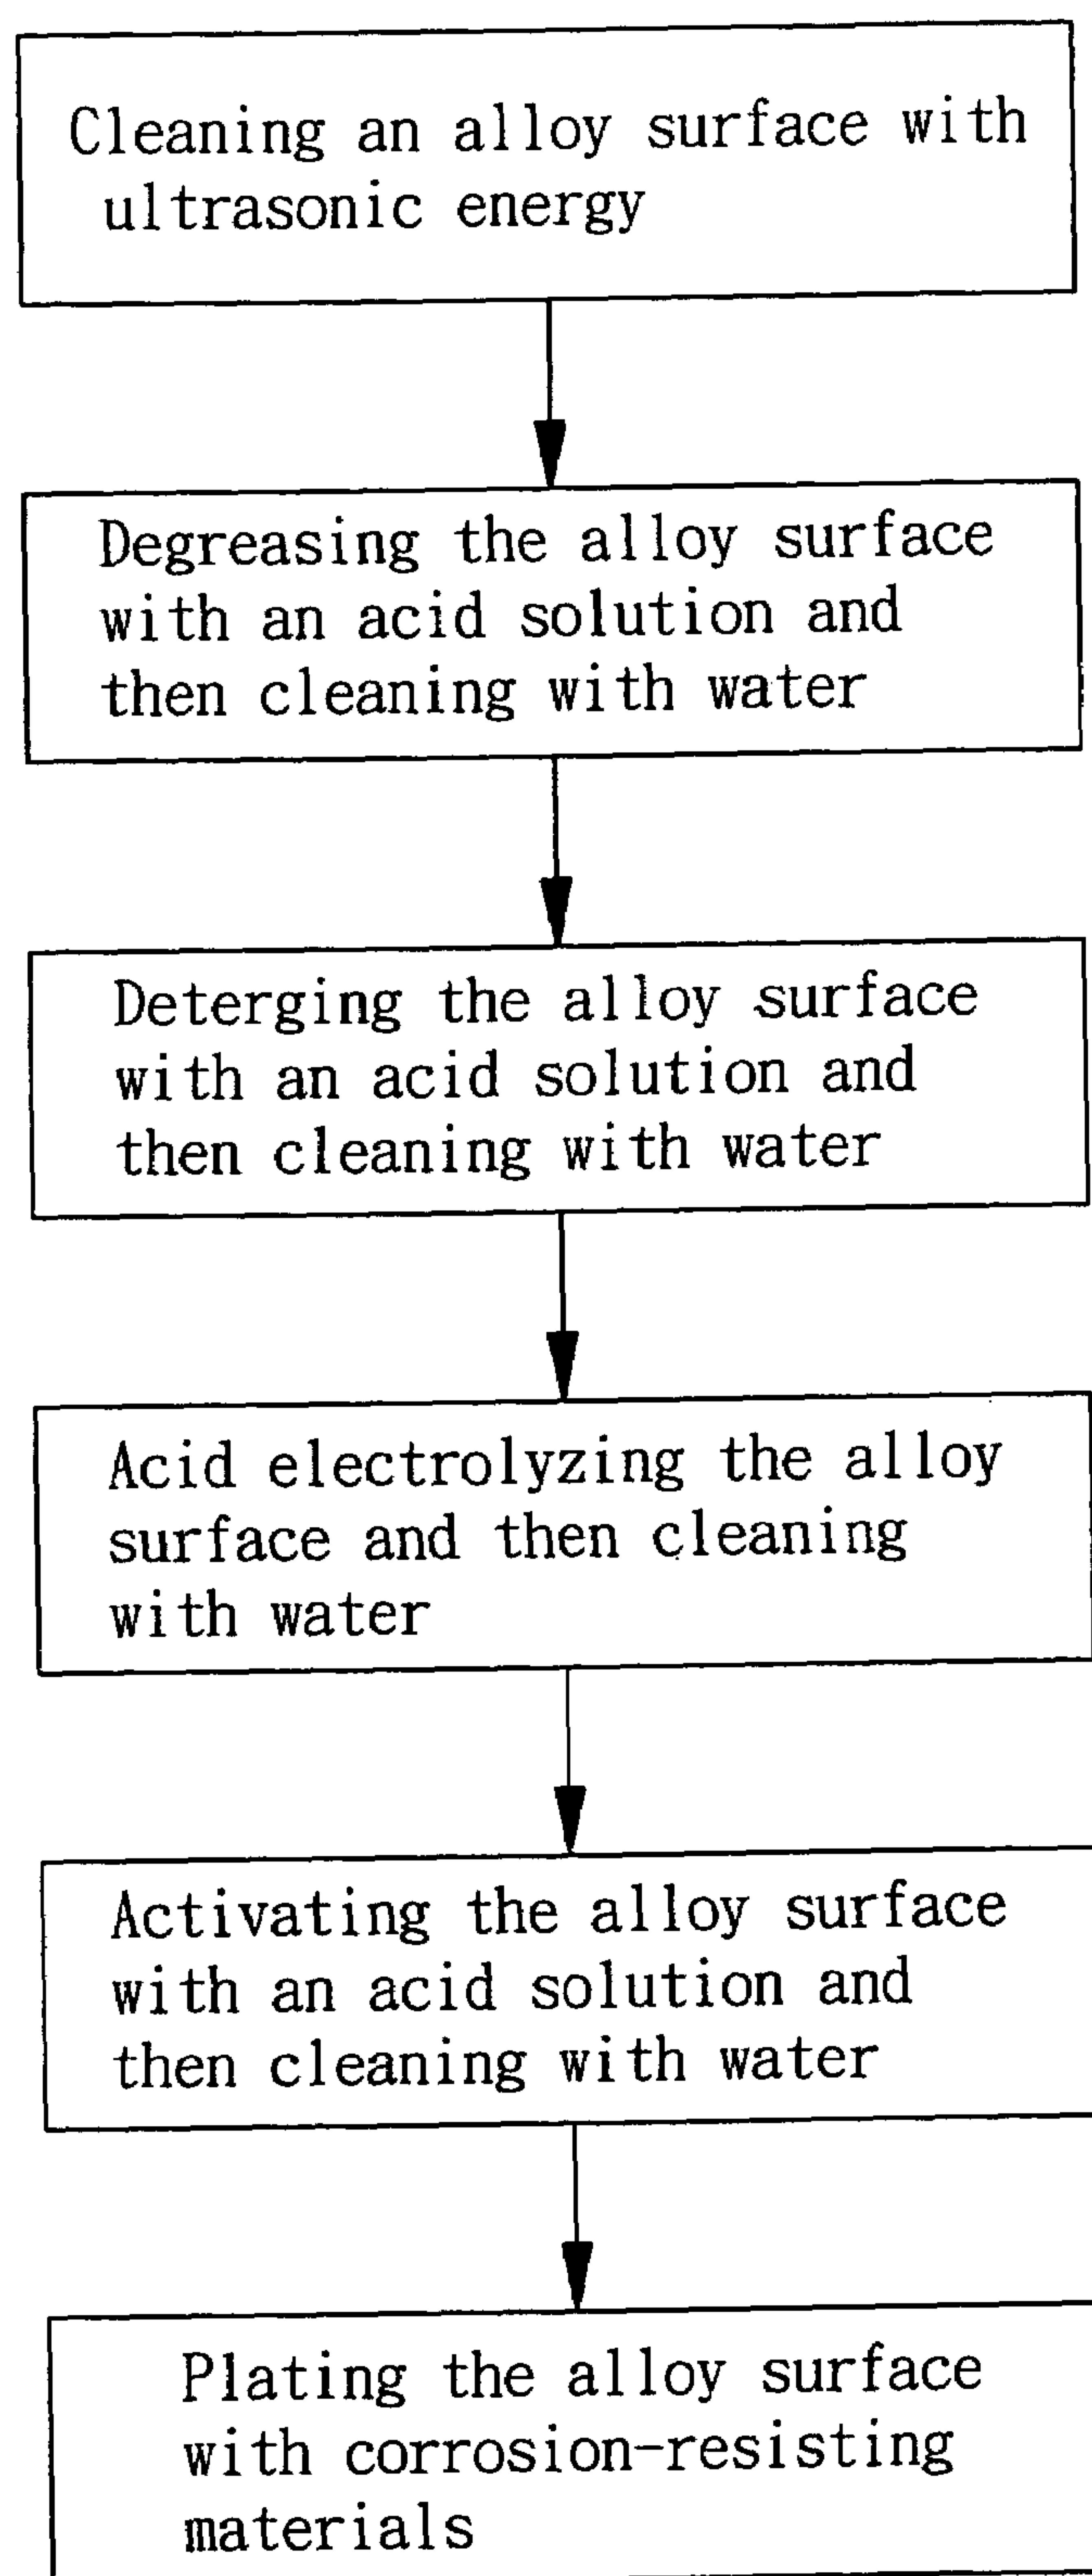 Cleaning an alloy surface with
ultrasonic energy
Degreasing the alloy surface
with an acid solution and
then cleaning with water
Deterging the alloy surface
with an acid solution and
then cleaning with water
Acid electrolyzing the alloy
surface and then cleaning
with water
Activating the alloy surface
with an acid solution and
then cleaning with water
Plating the alloy surface
with corrosion-resisting
materials